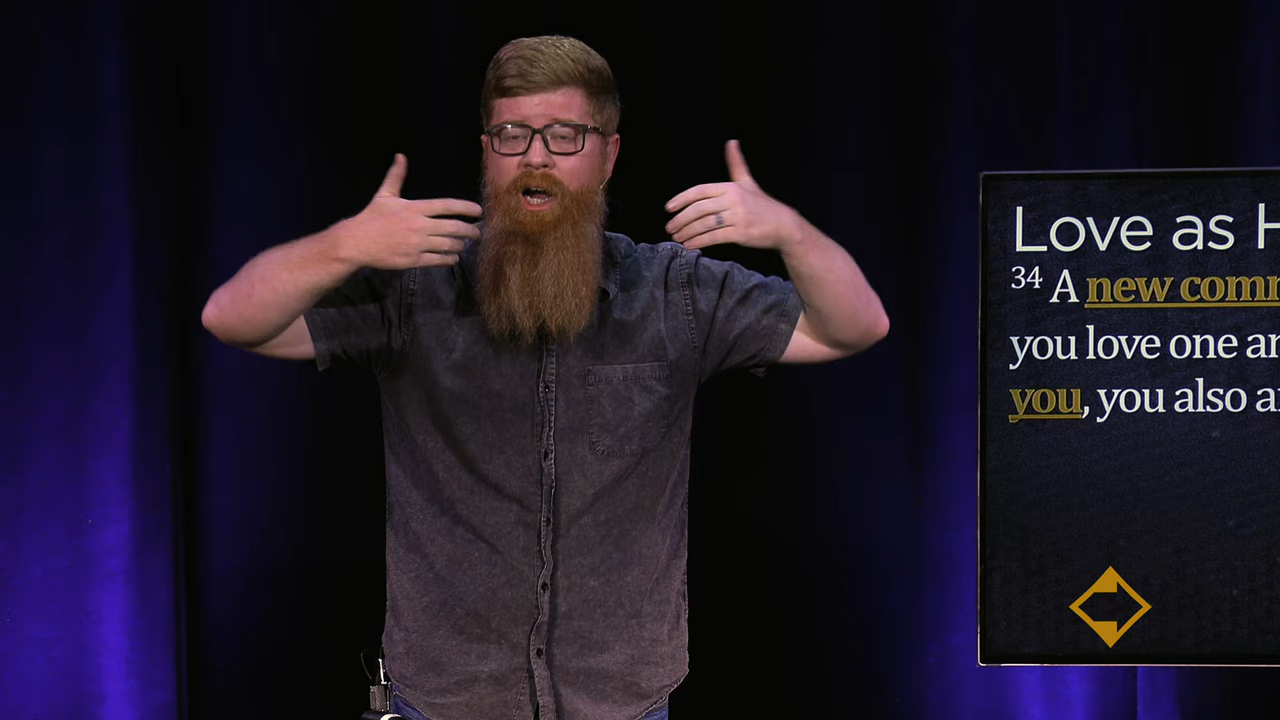 Love as H
34 A new comm
you love one an
you, you also a